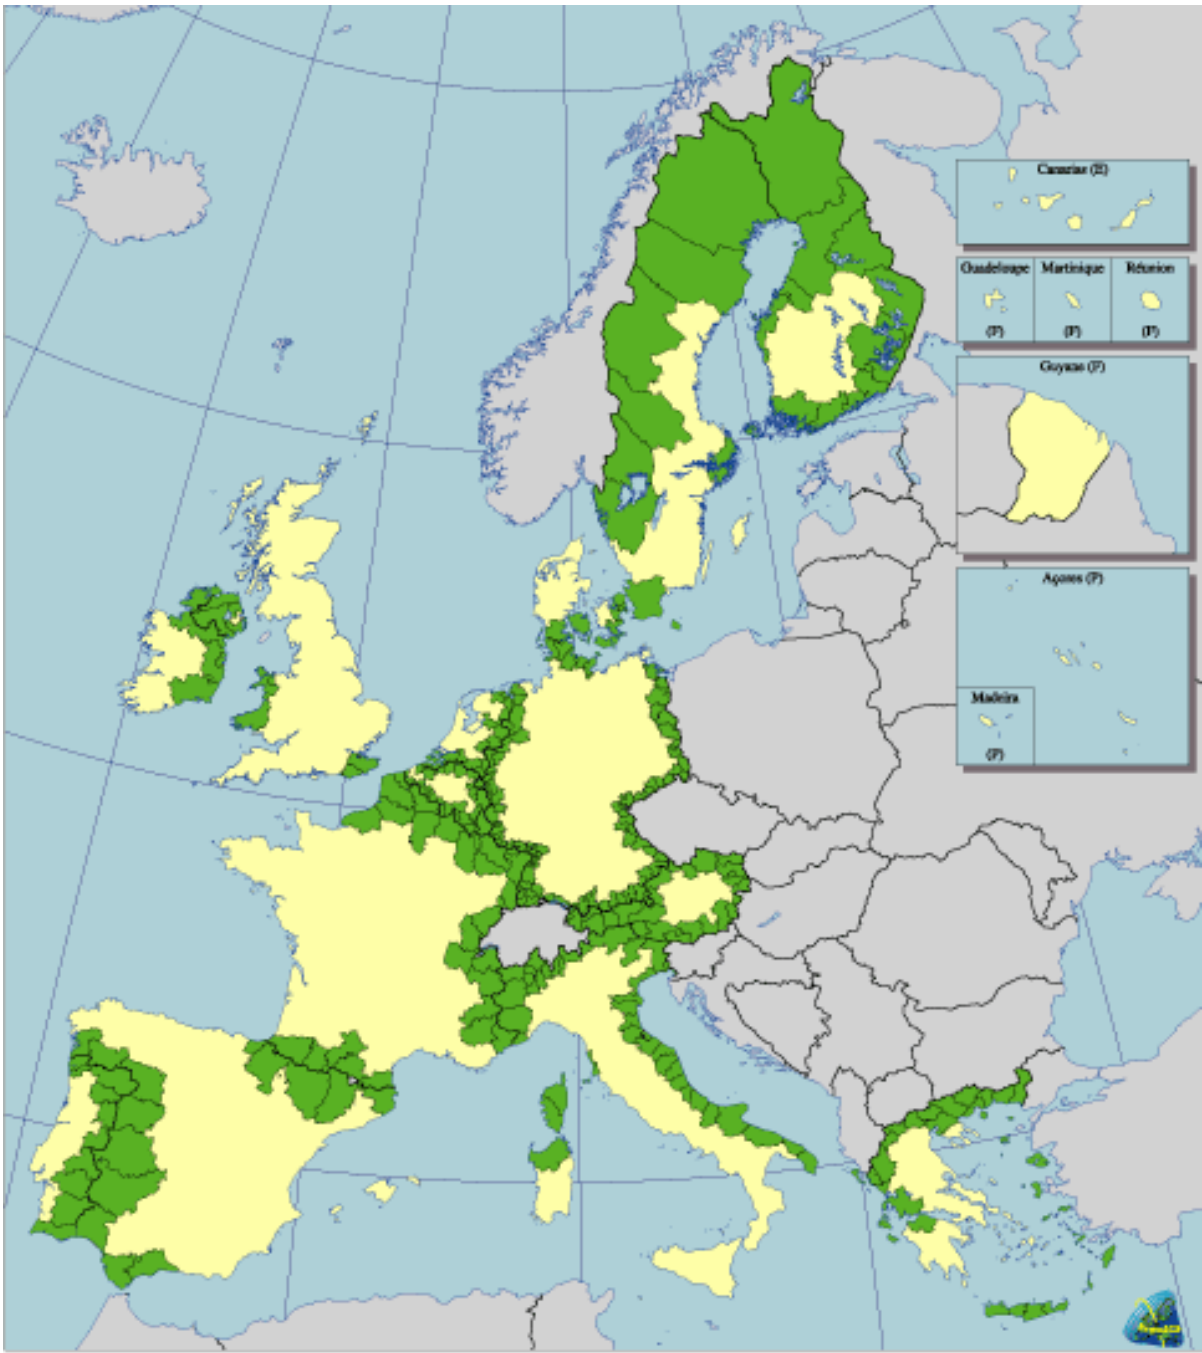 Canarias (E)
Guadeloupe
Martinique
Réunion
(F)
(F)
(F)
Guyane (F)
Açores (P)
Madeira
(P)